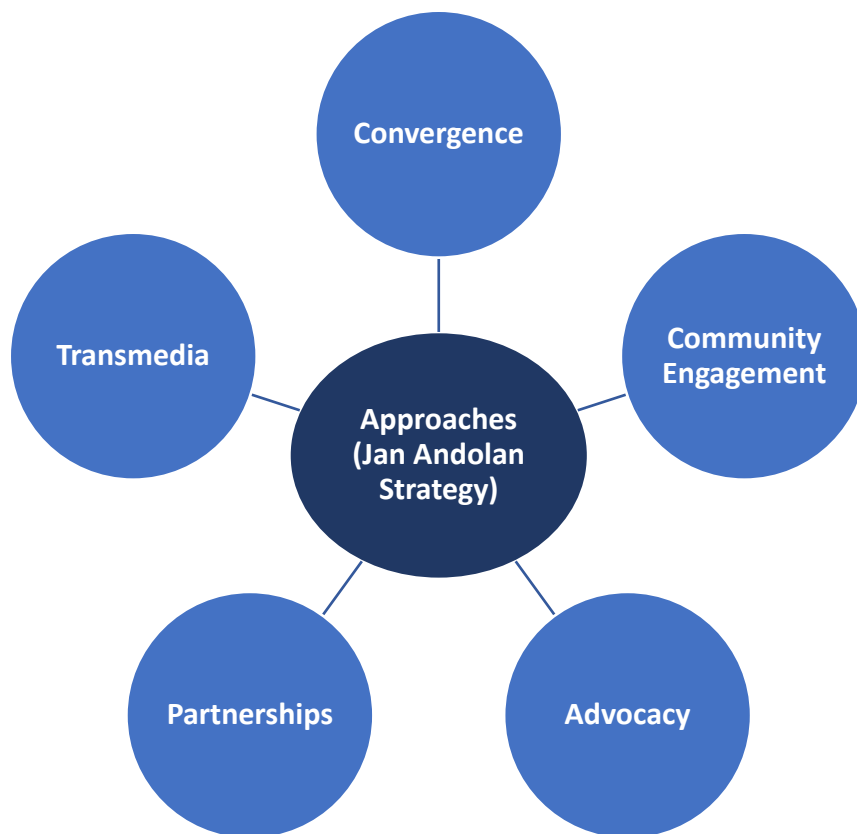 Convergence
Community
Engagement
Transmedia
Approaches
(Jan Andolan
Strategy)
Partnerships
Advocacy